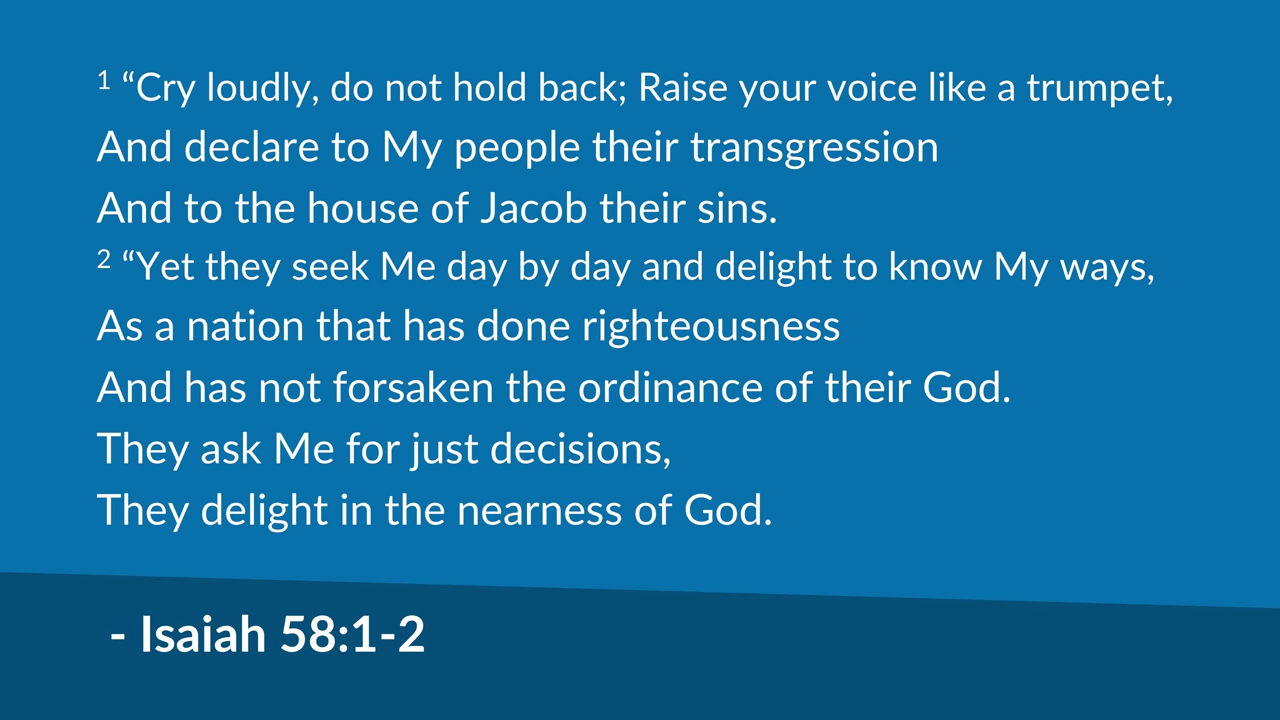 1 “Cry loudly, do not hold back; Raise your voice like a trumpet,
And declare to My people their transgression
And to the house of Jacob their sins.
2 “Yet they seek Me day by day and delight to know My ways,
As a nation that has done righteousness
And has not forsaken the ordinance of their God.
They ask Me for just decisions,
They delight in the nearness of God.
- Isaiah 58:1-2